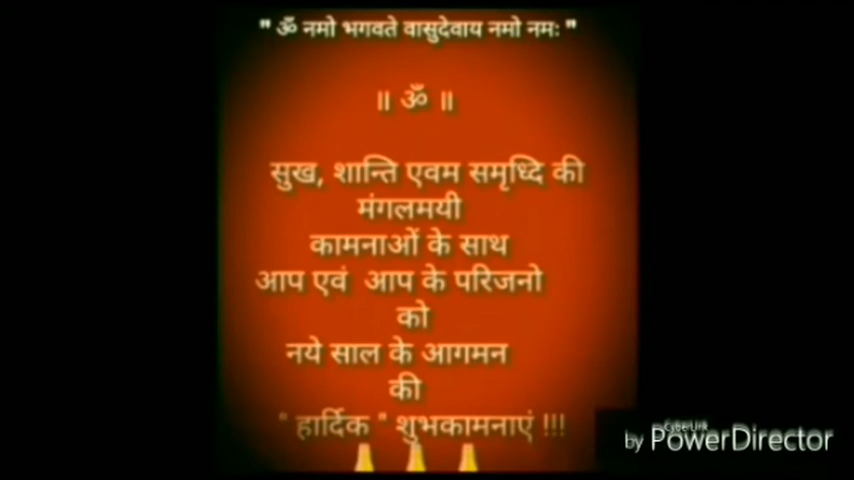 " ॐ नमो भगवते वासुदेवाय नमो नमः "
॥ ॐ ॥
सुख, शान्ति एवम समृध्दि की
मंगलमयी
कामनाओं के साथ
आप एवं आप के परिजनो
को
नये साल के आगमन
की
" हार्दिक " शुभकामनाएं !!!
CyberLink
by PowerDirector